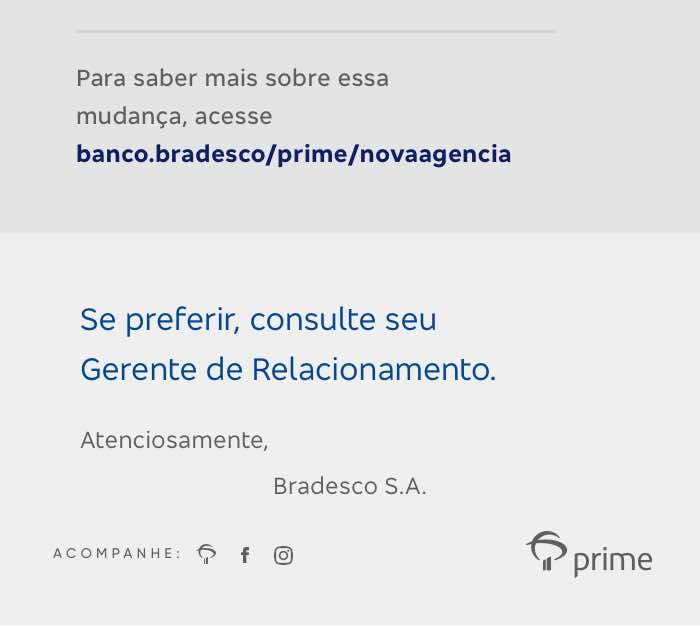 Para saber mais sobre essa
mudança, acesse
banco.bradesco/prime/novaagencia
Se preferir, consulte seu
Gerente de Relacionamento.
Atenciosamente,
Bradesco S.A.
ACOMPANHE:
prime